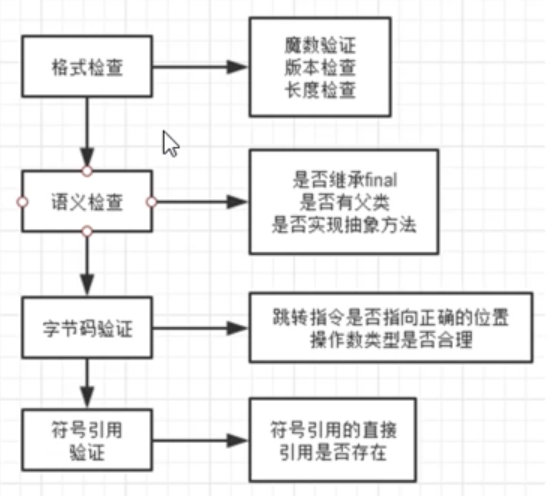 格式检查
魔数验证
版本检查
长度检查
语义检查
是否继承final
是否有父类
是否实现抽象方法
字节码验证
跳转指令是否指向正确的位置
操作数类型是否合理
符号引用
验证
符号引用的直接
引用是否存在